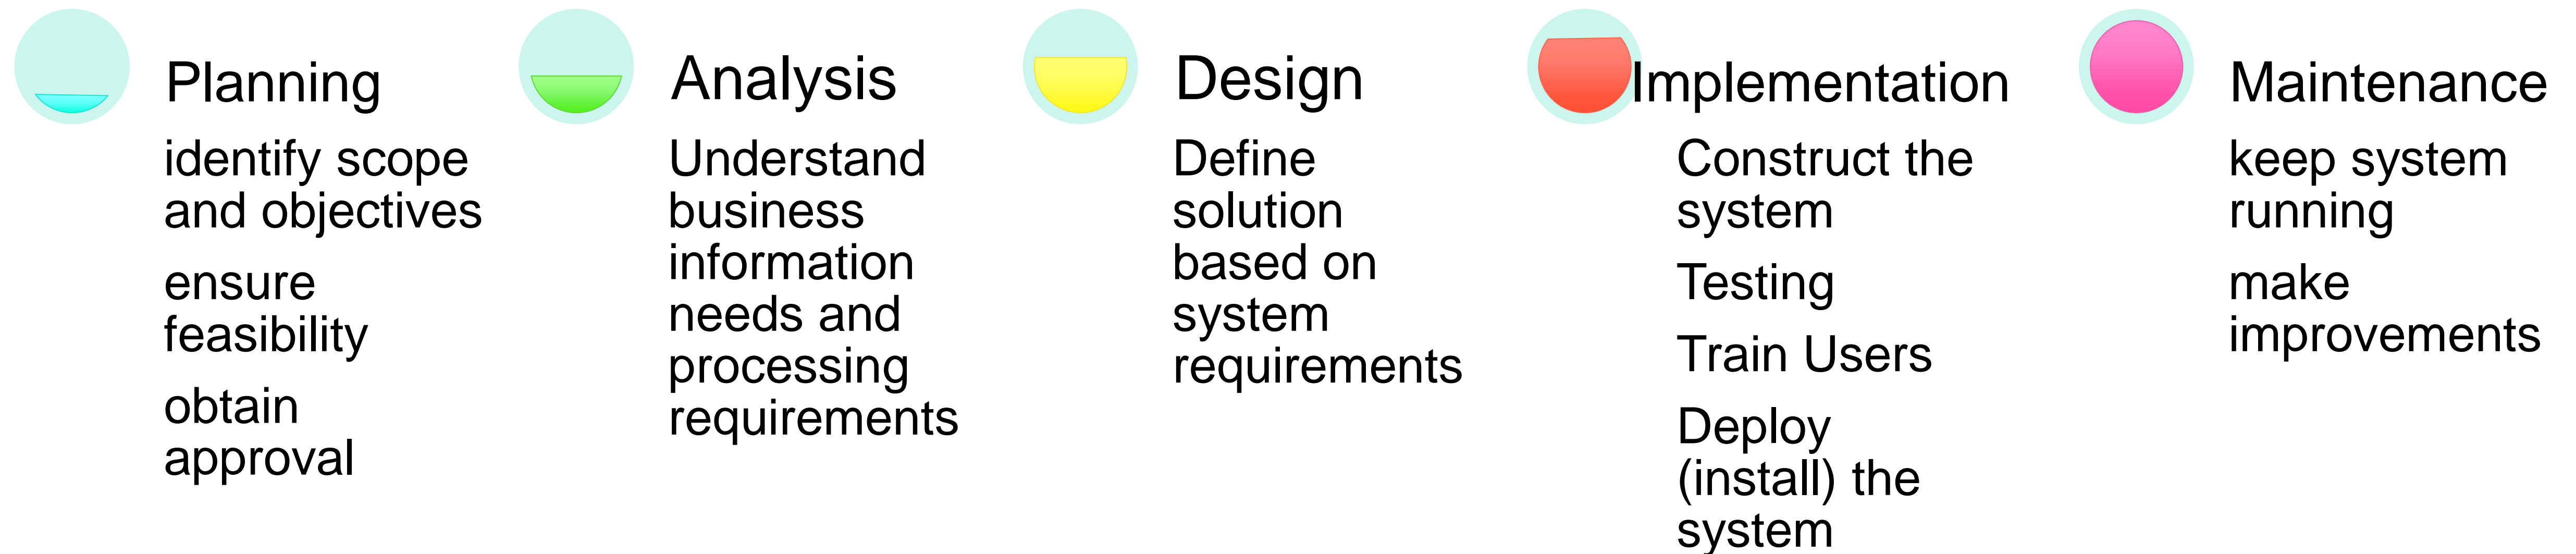 Planning
identify scope
and objectives
ensure
feasibility
obtain
approval
Analysis
Understand
business
information
needs and
processing
requirements
Design
Define
solution
based on
system
requirements
Implementation
Construct the
system
Testing
Train Users
Deploy
(install) the
system
Maintenance
keep system
running
make
improvements